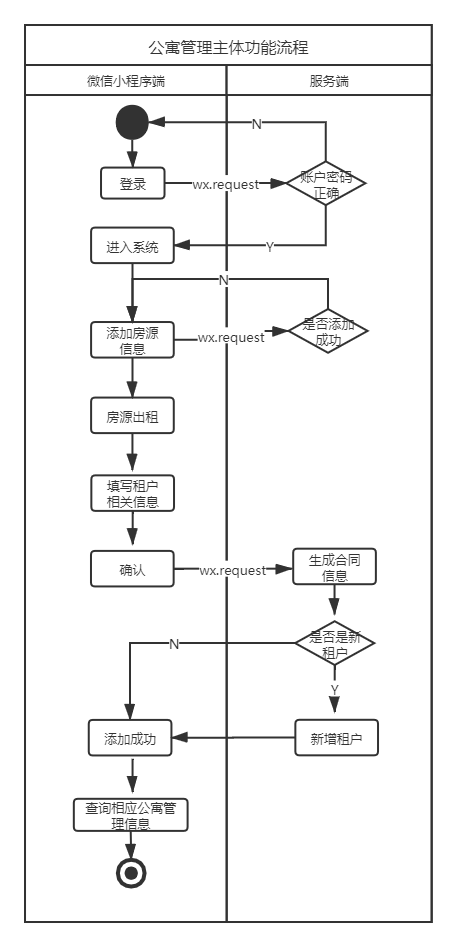 公寓管理主体功能流程
微信小程序端
服务端
N
登录
wx.request
账户密码
正确
进入系统
Y
N
添加房源
信息
wx.request
是否添加
成功
房源出租
填写租户
相关信息
确认
wx.request
生成合同
信息
是否是新
租户
N
Y
添加成功
新增租户
查询相应公寓管
理信息